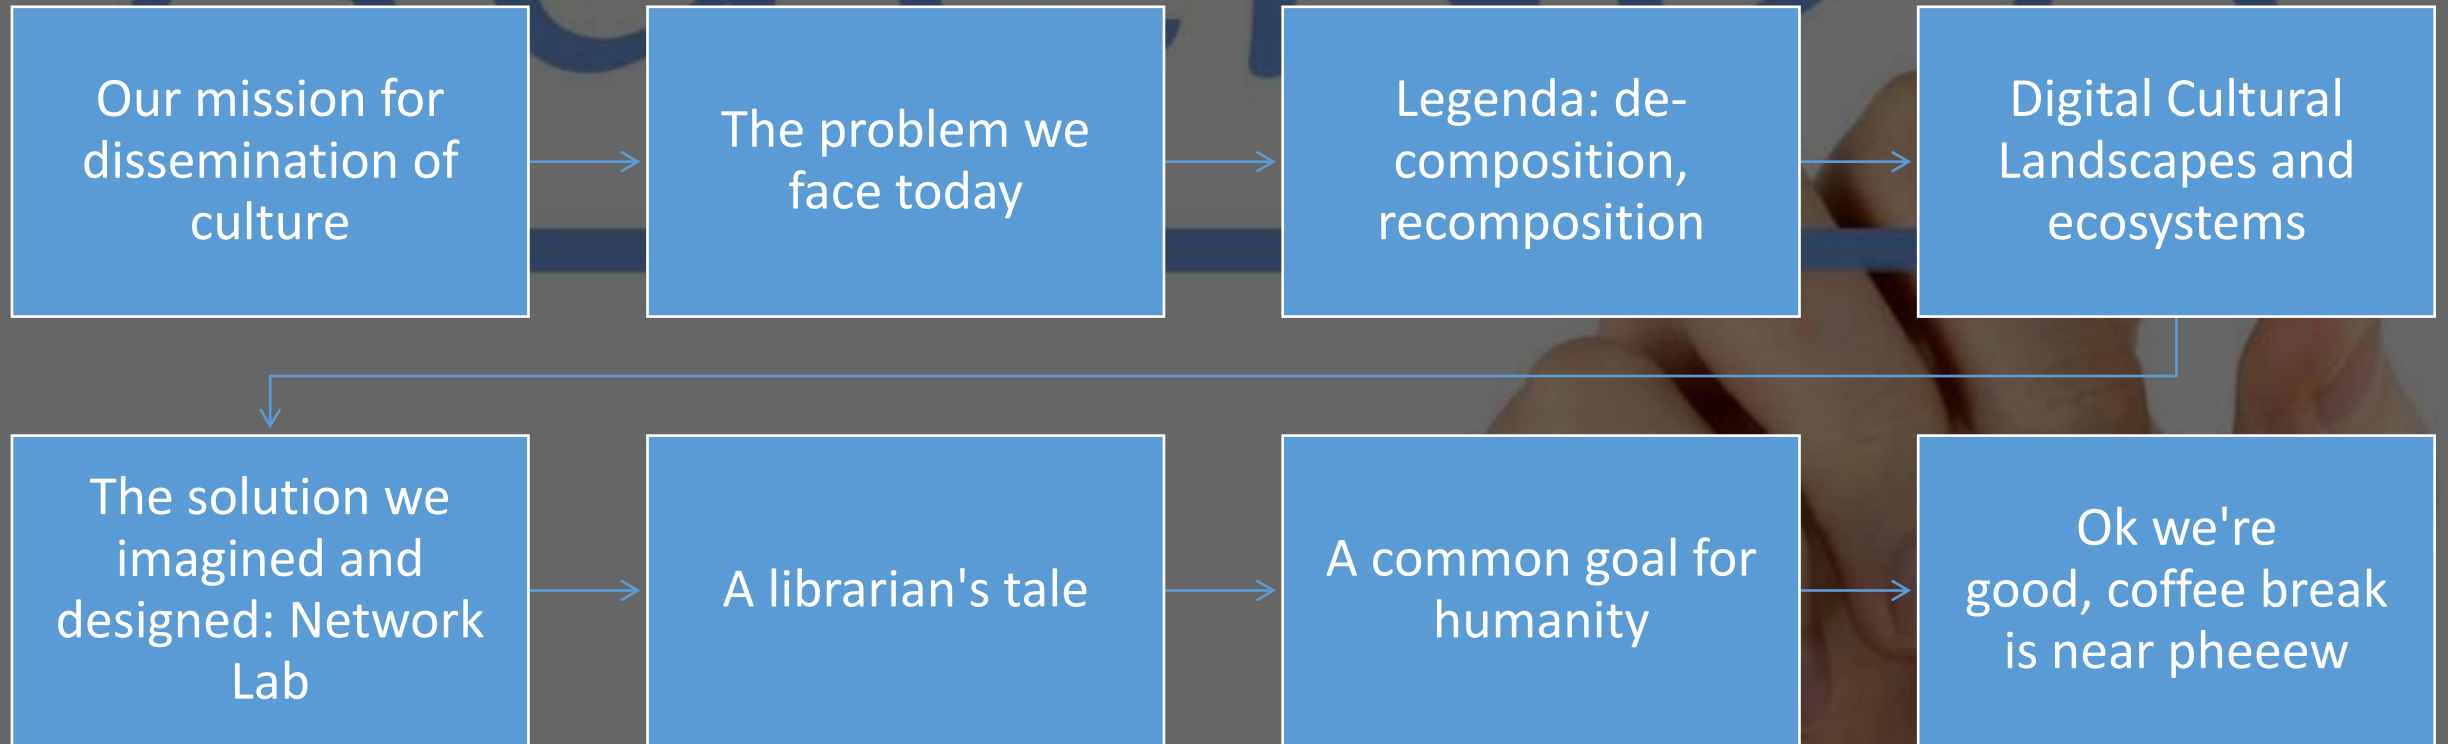 Our mission for
dissemination of
culture
The problem we
face today
Legenda: de-
composition,
recomposition
Digital Cultural
Landscapes and
ecosystems
The solution we
imagined and
designed: Network
Lab
A librarian's tale
A common goal for
humanity
Ok we're
good, coffee break
is near pheeew